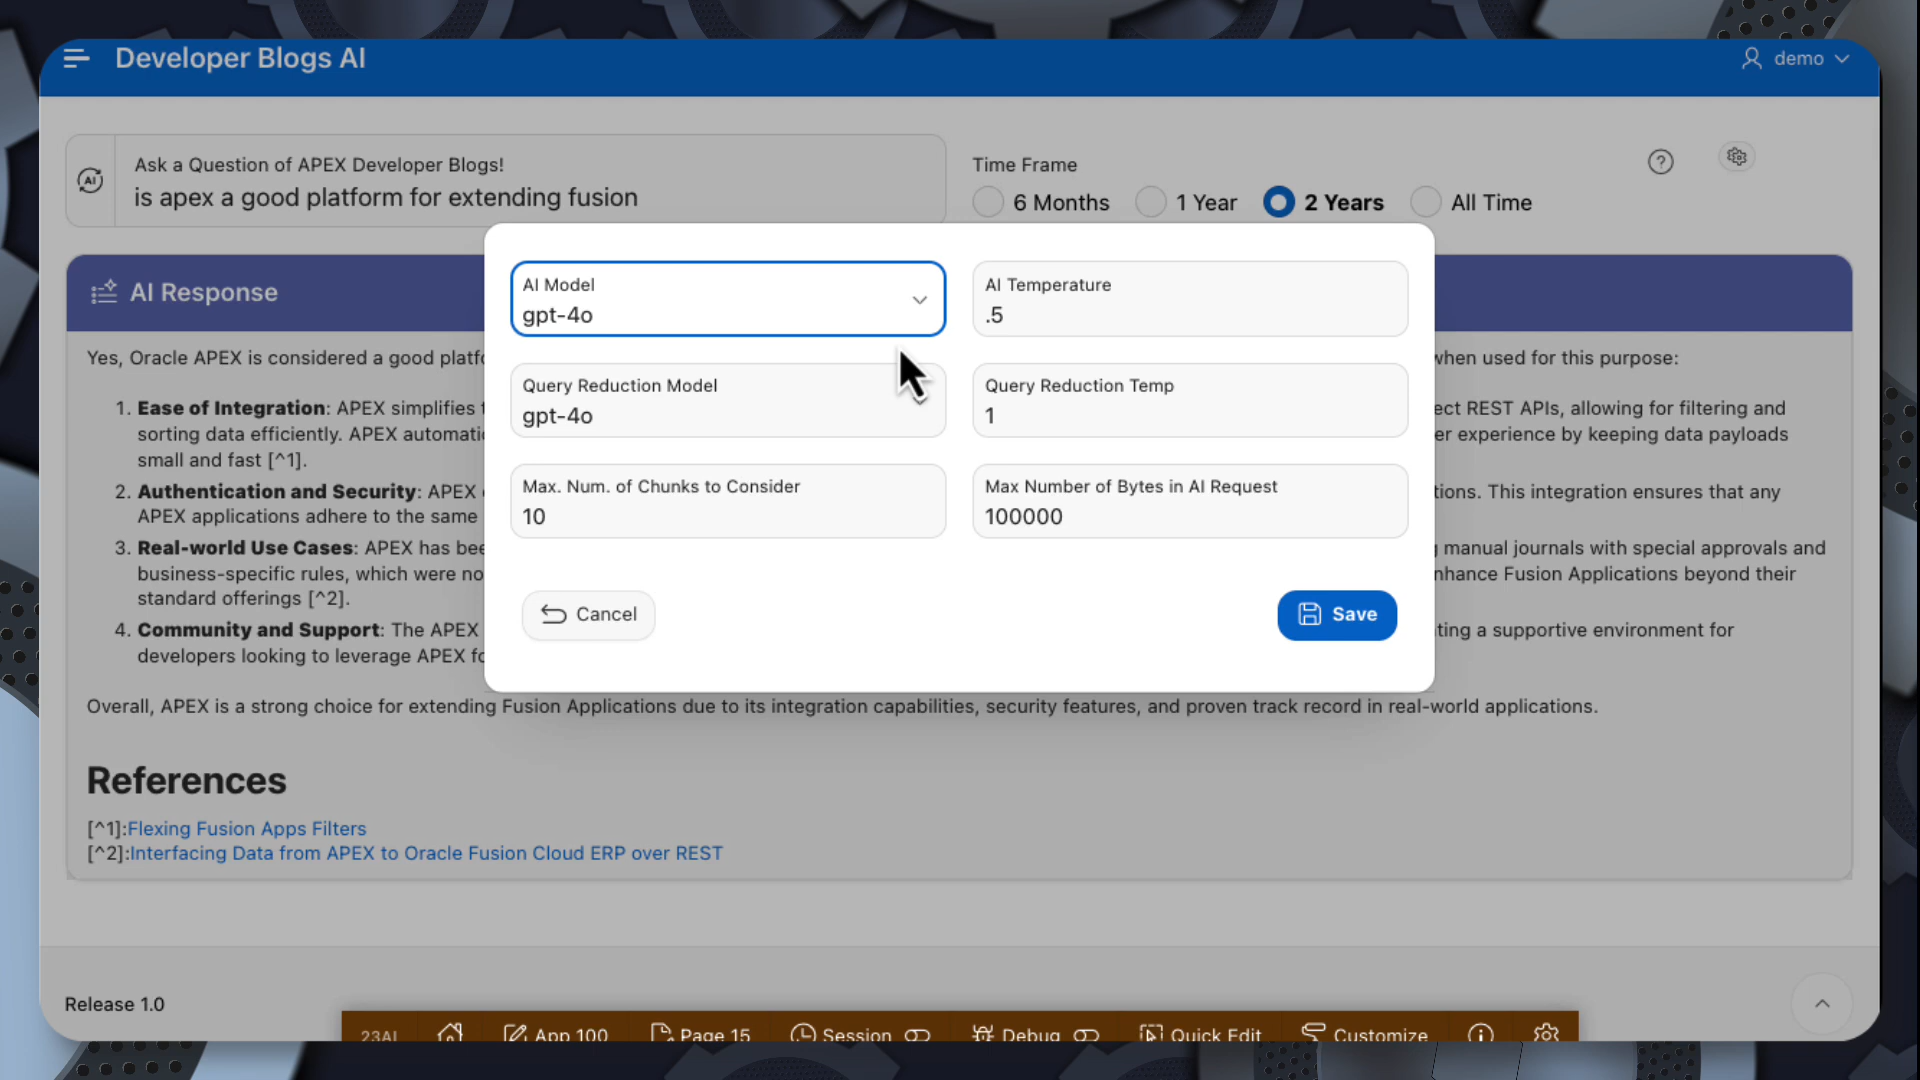 Developer Blogs AI
demo
AI
Ask a Question of APEX Developer Blogs!
is apex a good platform for extending fusion
Time Frame
6 Months
1 Year
2 Years
All Time
AI Response
AI Model
gpt-4o
AI Temperature
.5
Query Reduction Model
gpt-4o
Query Reduction Temp
1
Max. Num. of Chunks to Consider
10
Max Number of Bytes in AI Request
100000
Cancel
Save
Yes, Oracle APEX is considered a good platfo when used for this purpose:
1. Ease of Integration: APEX simplifies ect REST APIs, allowing for filtering and
sorting data efficiently. APEX automati er experience by keeping data payloads
small and fast [^1].
2. Authentication and Security: APEX tions. This integration ensures that any
APEX applications adhere to the same
3. Real-world Use Cases: APEX has bee manual journals with special approvals and
business-specific rules, which were no nhance Fusion Applications beyond their
standard offerings [^2].
4. Community and Support: The APEX ting a supportive environment for
developers looking to leverage APEX fo
Overall, APEX is a strong choice for extending Fusion Applications due to its integration capabilities, security features, and proven track record in real-world applications.
References
[^1]:Flexing Fusion Apps Filters
[^2]:Interfacing Data from APEX to Oracle Fusion Cloud ERP over REST
Release 1.0
23AI
App 100
Page 15
Session
Debug
Quick Edit
Customize